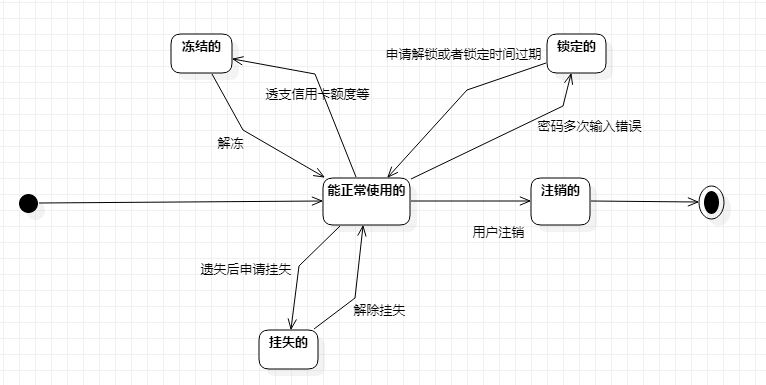 冻结的
锁定的
申请解锁或者锁定时间过期
透支信用卡额度等
密码多次输入错误
解冻
能正常使用的
注销的
用户注销
遗失后申请挂失
解除挂失
挂失的